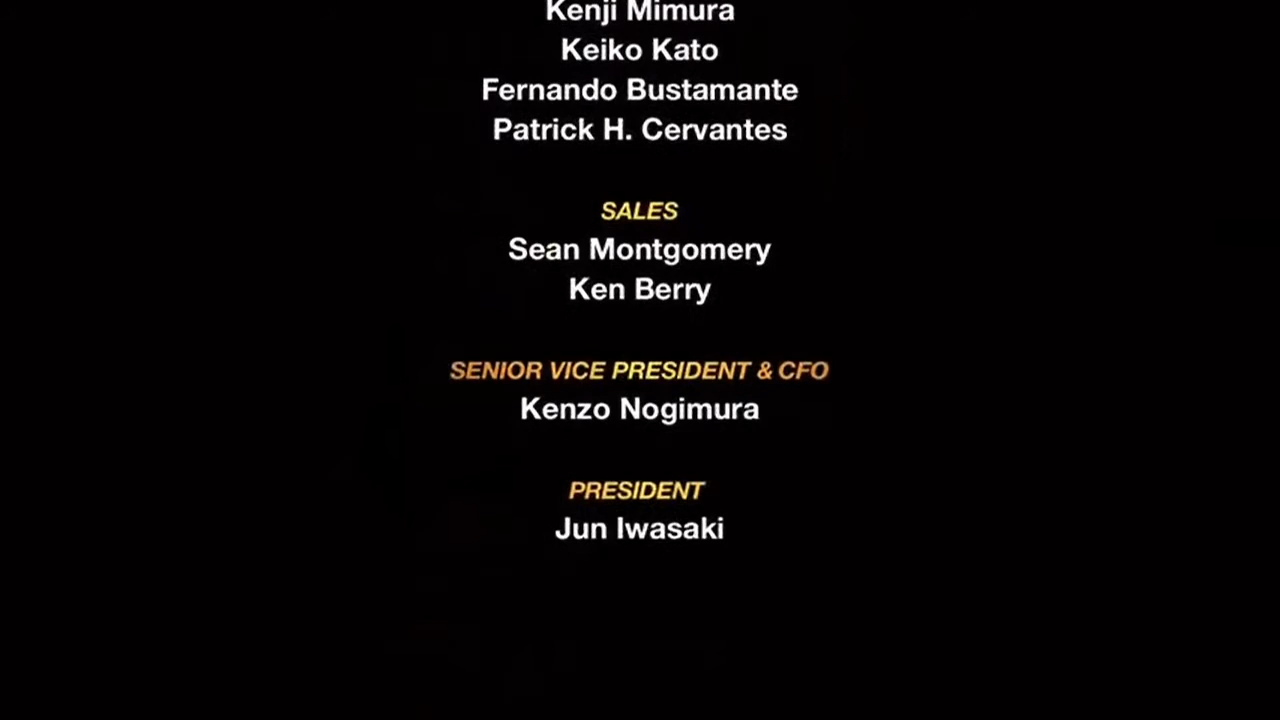 Kenji Mimura
Keiko Kato
Fernando Bustamante
Patrick H. Cervantes
SALES
Sean Montgomery
Ken Berry
SENIOR VICE PRESIDENT & CFO
Kenzo Nogimura
PRESIDENT
Jun Iwasaki